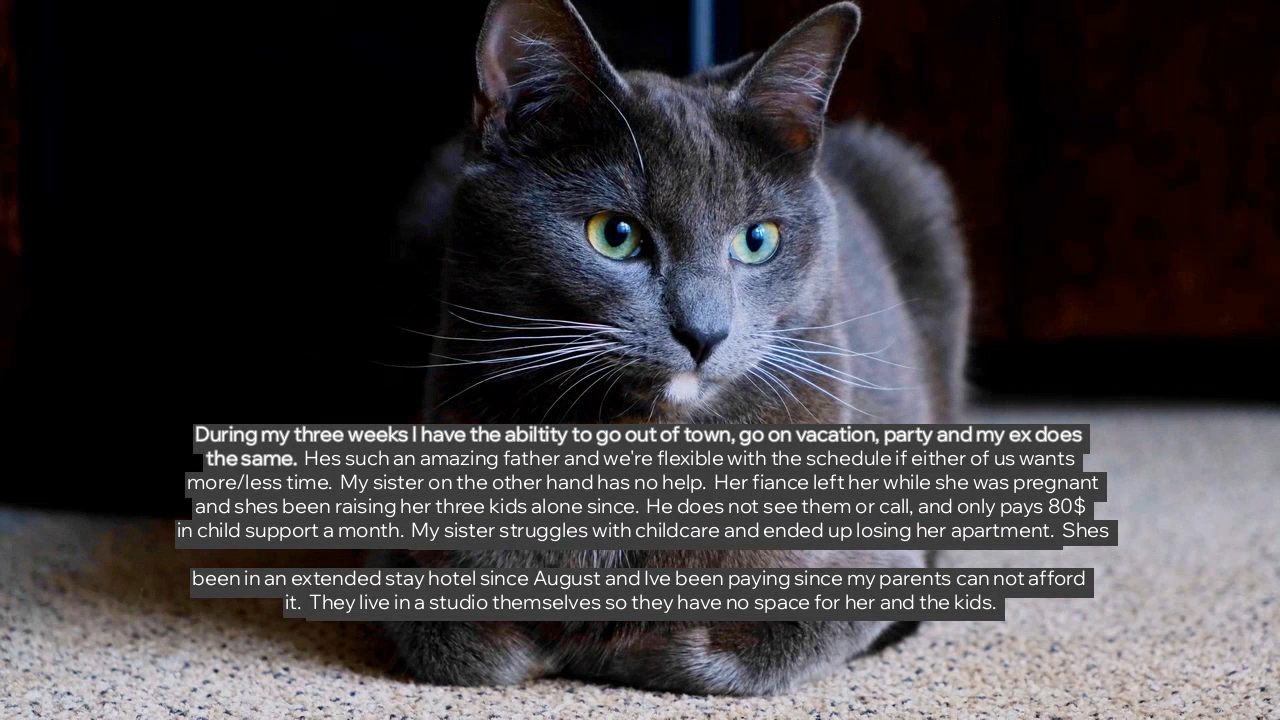 During my three weeks I have the abiltity to go out of town, go on vacation, party and my ex does
the same. Hes such an amazing father and we're flexible with the schedule if either of us wants
more/less time. My sister on the other hand has no help. Her fiance left her while she was pregnant
and shes been raising her three kids alone since. He does not see them or call, and only pays 80$
in child support a month. My sister struggles with childcare and ended up losing her apartment. Shes
been in an extended stay hotel since August and Ive been paying since my parents can not afford
it. They live in a studio themselves so they have no space for her and the kids.